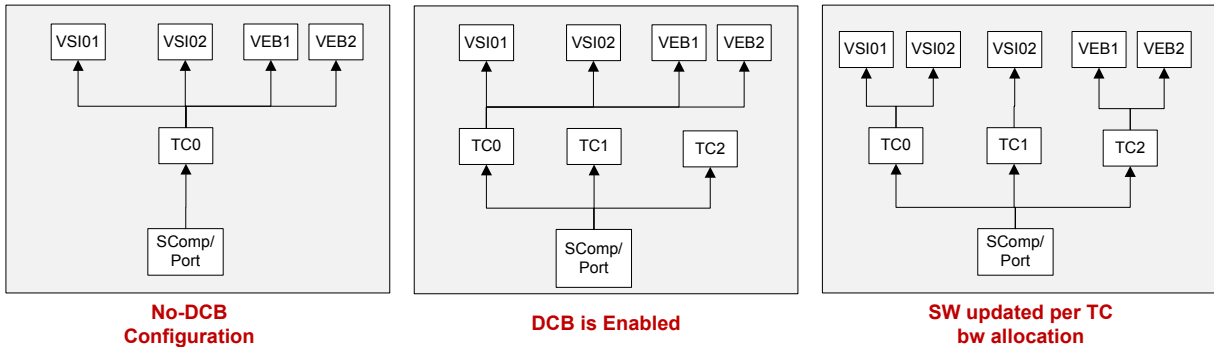 VSI01
VSI02
VEB1
VEB2
TC0
SComp/
Port
No-DCB
Configuration
VSI01
VSI02
VEB1
VEB2
TC0
TC1
TC2
SComp/
Port
DCB is Enabled
VSI01
VSI02
VSI02
VEB1
VEB2
TC0
TC1
TC2
SComp/
Port
SW updated per TC
bw allocation